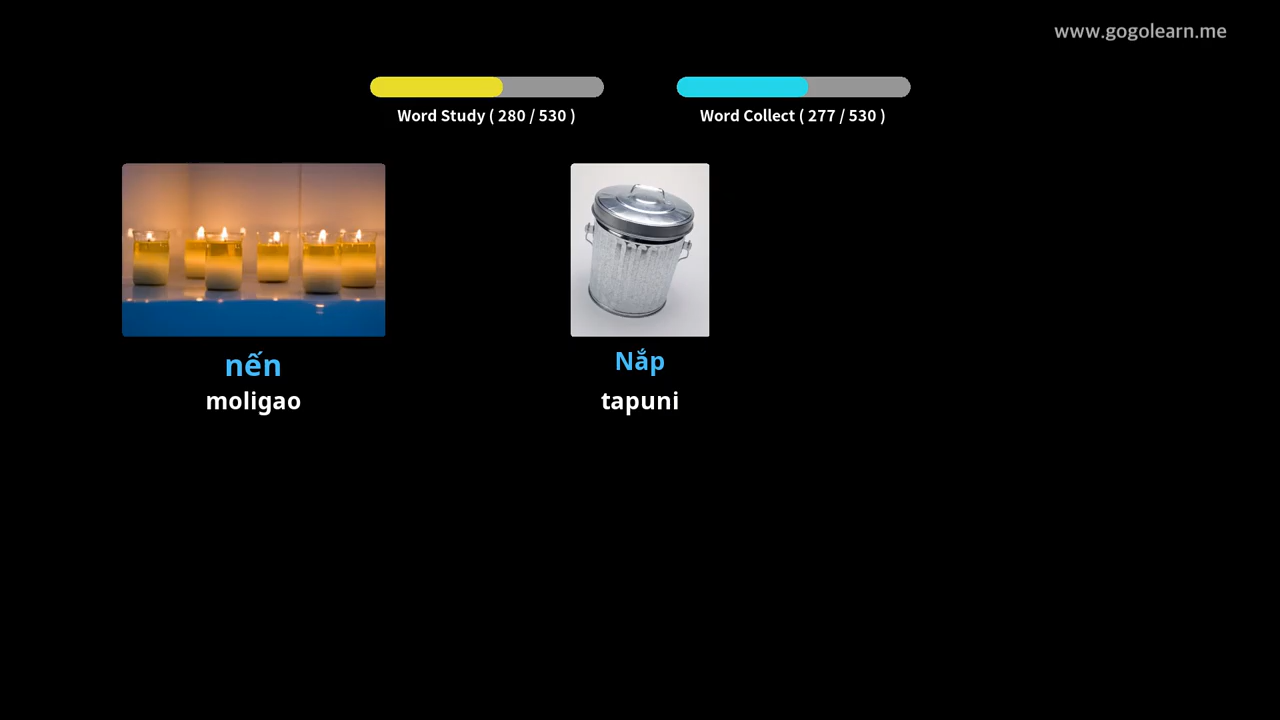 www.gogolearn.me
Word Study ( 280 / 530 )
Word Collect ( 277 / 530 )
nến
moligao
Nắp
tapuni